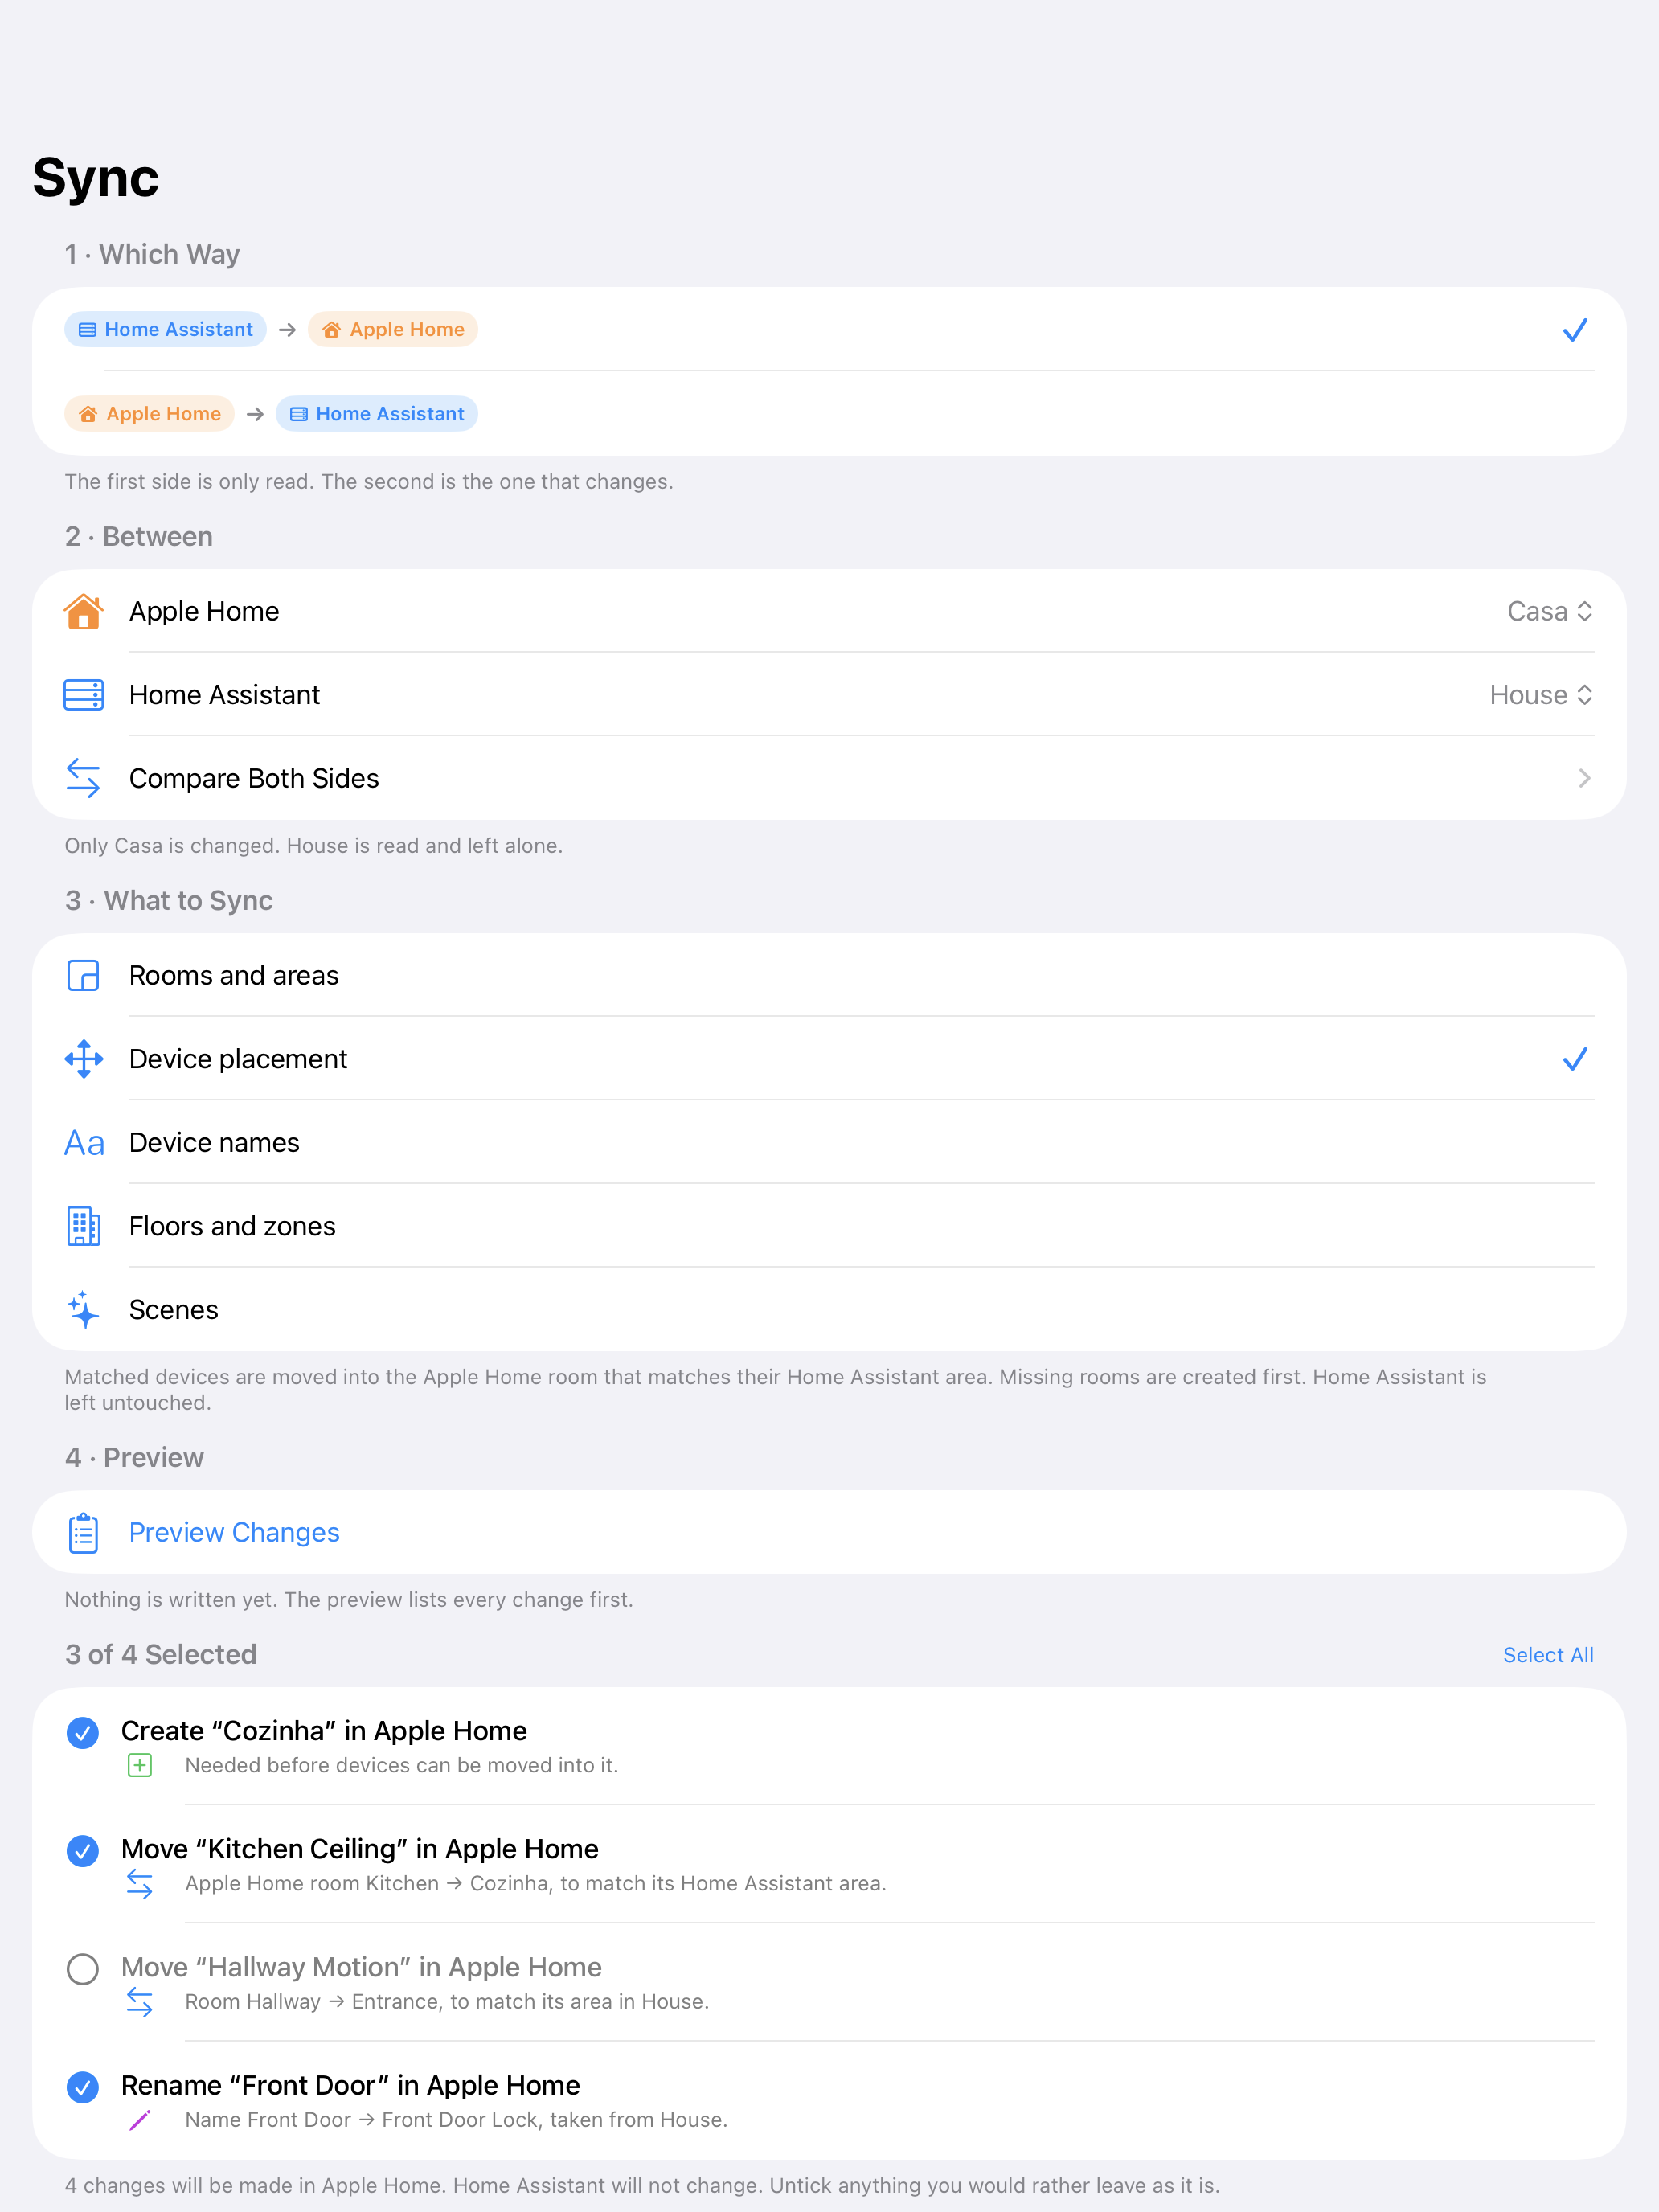 Sync
1 · Which Way
Home Assistant → Apple Home
Apple Home → Home Assistant
The first side is only read. The second is the one that changes.
2 · Between
Apple Home Casa
Home Assistant House
Compare Both Sides
Only Casa is changed. House is read and left alone.
3 · What to Sync
Rooms and areas
Device placement
Aa Device names
Floors and zones
Scenes
Matched devices are moved into the Apple Home room that matches their Home Assistant area. Missing rooms are created first. Home Assistant is
left untouched.
4 · Preview
Preview Changes
Nothing is written yet. The preview lists every change first.
3 of 4 Selected Select All
Create “Cozinha” in Apple Home
Needed before devices can be moved into it.
Move “Kitchen Ceiling” in Apple Home
Apple Home room Kitchen → Cozinha, to match its Home Assistant area.
Move “Hallway Motion” in Apple Home
Room Hallway → Entrance, to match its area in House.
Rename “Front Door” in Apple Home
Name Front Door → Front Door Lock, taken from House.
4 changes will be made in Apple Home. Home Assistant will not change. Untick anything you would rather leave as it is.